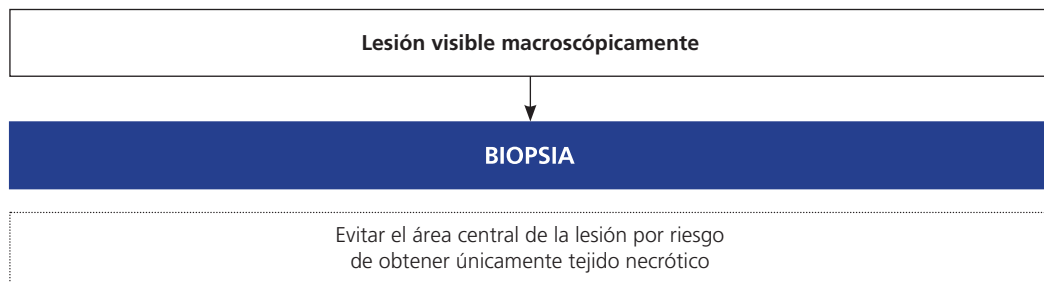 Lesión visible macroscópicamente
BIOPSIA
Evitar el área central de la lesión por riesgo
de obtener únicamente tejido necrótico